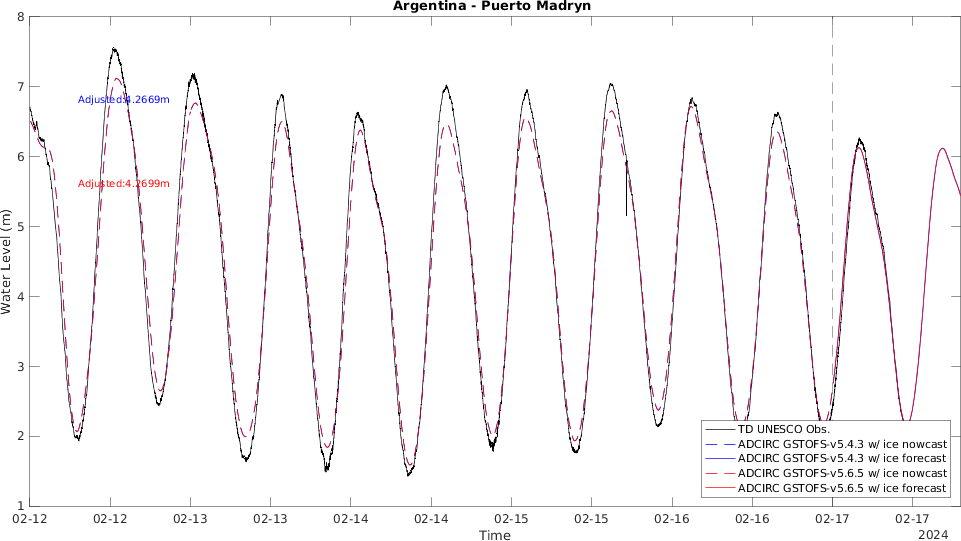 Argentina - Puerto Madryn
8
7
6
5
4
3
2
1
Water Level (m)
Adjusted:4.2669m
Adjusted:4.2699m
TD UNESCO Obs.
ADCIRC GSTOFS-v5.4.3 w/ ice nowcast
ADCIRC GSTOFS-v5.4.3 w/ ice forecast
ADCIRC GSTOFS-v5.6.5 w/ ice nowcast
ADCIRC GSTOFS-v5.6.5 w/ ice forecast
02-12 02-12 02-13 02-13 02-14 02-14 02-15 02-15 02-16 02-16 02-17 02-17
Time
2024